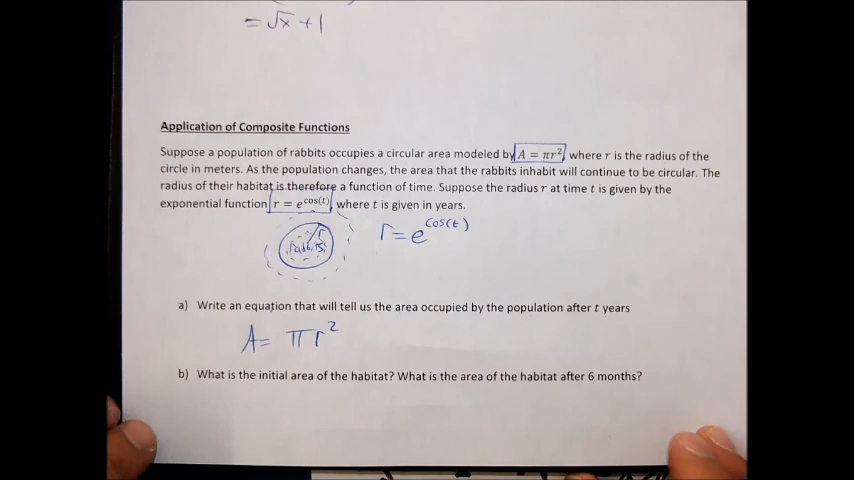 = √x + 1
Application of Composite Functions
Suppose a population of rabbits occupies a circular area modeled by A = πr², where r is the radius of the
circle in meters. As the population changes, the area that the rabbits inhabit will continue to be circular. The
radius of their habitat is therefore a function of time. Suppose the radius r at time t is given by the
exponential function r = e^cos(t), where t is given in years.
r
rabbits
r = e^cos(t)
a) Write an equation that will tell us the area occupied by the population after t years
A = πr²
b) What is the initial area of the habitat? What is the area of the habitat after 6 months?